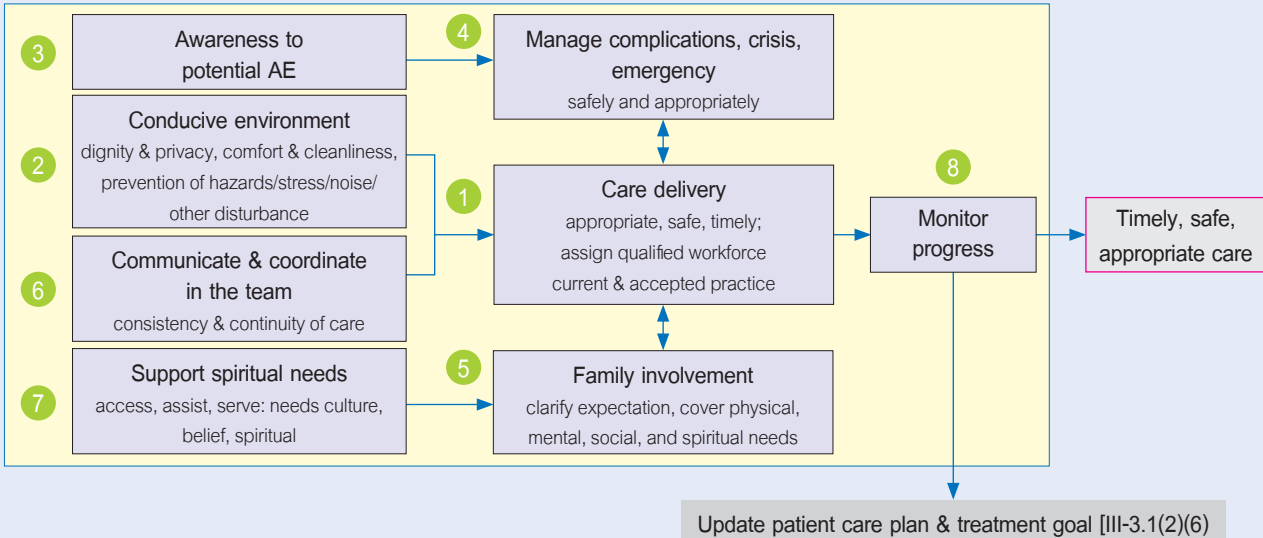 3
Awareness to
potential AE
4
Manage complications, crisis,
emergency
safely and appropriately
2
Conducive environment
dignity & privacy, comfort & cleanliness,
prevention of hazards/stress/noise/
other disturbance
1
Care delivery
appropriate, safe, timely;
assign qualified workforce
current & accepted practice
8
Monitor
progress
Timely, safe,
appropriate care
6
Communicate & coordinate
in the team
consistency & continuity of care
7
Support spiritual needs
access, assist, serve: needs culture,
belief, spiritual
5
Family involvement
clarify expectation, cover physical,
mental, social, and spiritual needs
Update patient care plan & treatment goal [III-3.1(2)(6)